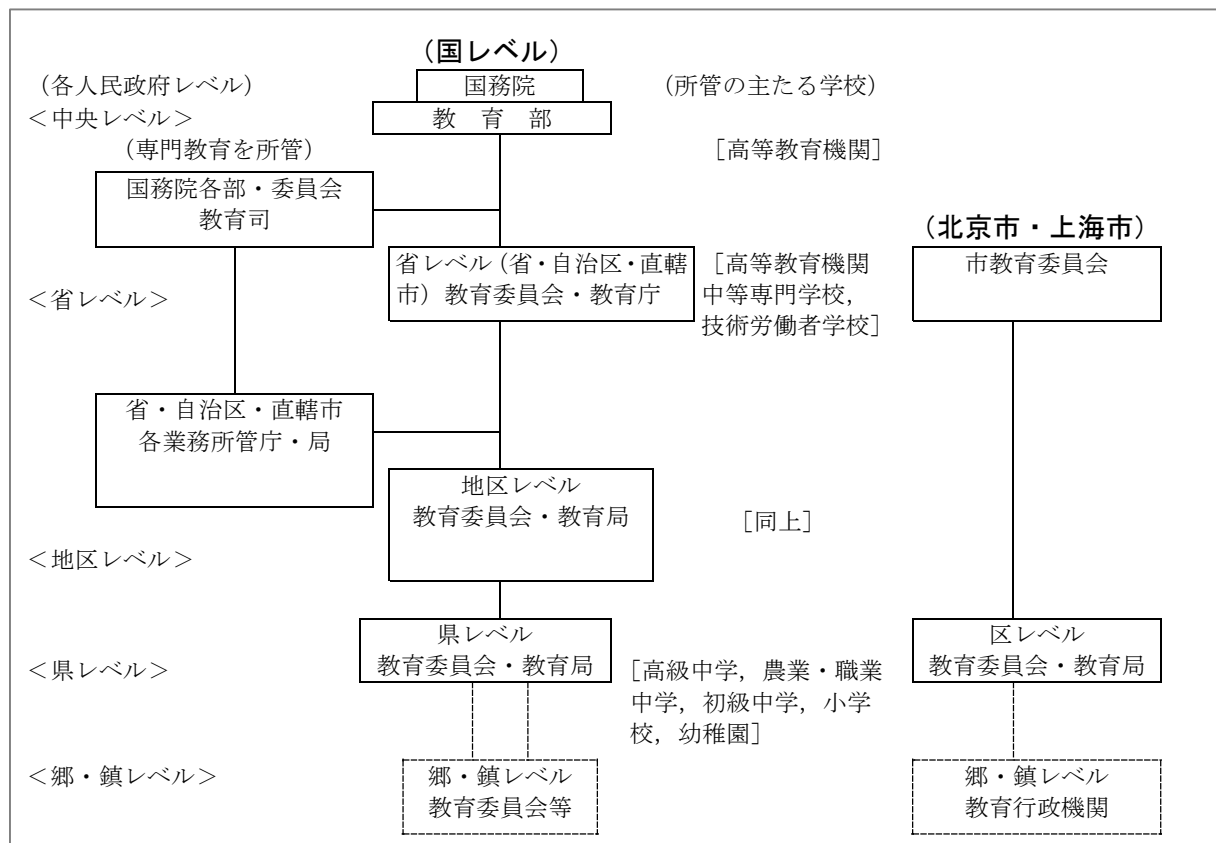 (国レベル)
(各人民政府レベル)
国務院
(所管の主たる学校)
＜中央レベル＞
教 育 部
(専門教育を所管)
［高等教育機関］
国務院各部・委員会
教育司
(北京市・上海市)
省レベル(省・自治区・直轄
市) 教育委員会・教育庁
［高等教育機関
中等専門学校，
技術労働者学校］
市教育委員会
＜省レベル＞
省・自治区・直轄市
各業務所管庁・局
地区レベル
教育委員会・教育局
［同上］
＜地区レベル＞
県レベル
教育委員会・教育局
区レベル
教育委員会・教育局
＜県レベル＞
［高級中学，農業・職業
中学，初級中学，小学
校，幼稚園］
＜郷・鎮レベル＞
郷・鎮レベル
教育委員会等
郷・鎮レベル
教育行政機関